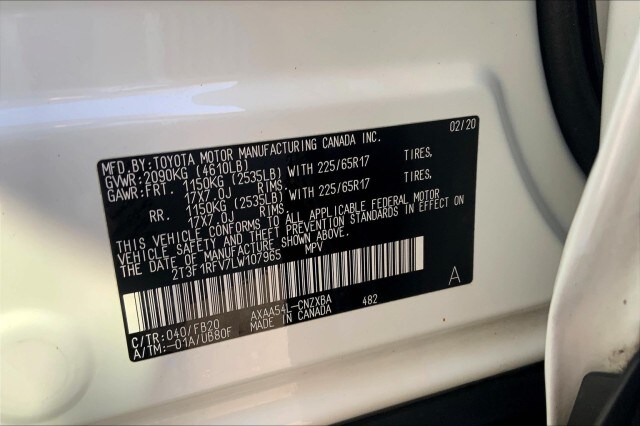 MFD.BY:TOYOTA MOTOR MANUFACTURING CANADA INC. 02/20
GVWR:2090KG (4610LB)
GAWR:FRT. 1150KG (2535LB) WITH 225/65R17 TIRES,
17X7.0J RIMS,
RR. 1150KG (2535LB) WITH 225/65R17 TIRES,
17X7.0J RIMS.
THIS VEHICLE CONFORMS TO ALL APPLICABLE FEDERAL MOTOR
VEHICLE SAFETY AND THEFT PREVENTION STANDARDS IN EFFECT ON
THE DATE OF MANUFACTURE SHOWN ABOVE.
2T3F1RFV7LW107965 MPV
A
C/TR:040/FB20 AXAA54L-CNZXBA 482
A/TM:-01A/UB80F MADE IN CANADA